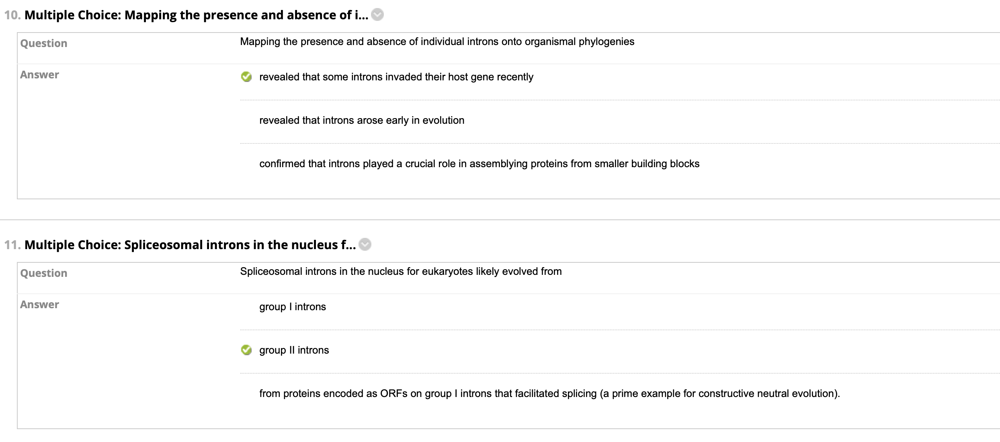 10. Multiple Choice: Mapping the presence and absence of i...
Question
Mapping the presence and absence of individual introns onto organismal phylogenies
Answer
revealed that some introns invaded their host gene recently
revealed that introns arose early in evolution
confirmed that introns played a crucial role in assemblying proteins from smaller building blocks
11. Multiple Choice: Spliceosomal introns in the nucleus f...
Question
Spliceosomal introns in the nucleus for eukaryotes likely evolved from
Answer
group I introns
group II introns
from proteins encoded as ORFs on group I introns that facilitated splicing (a prime example for constructive neutral evolution).